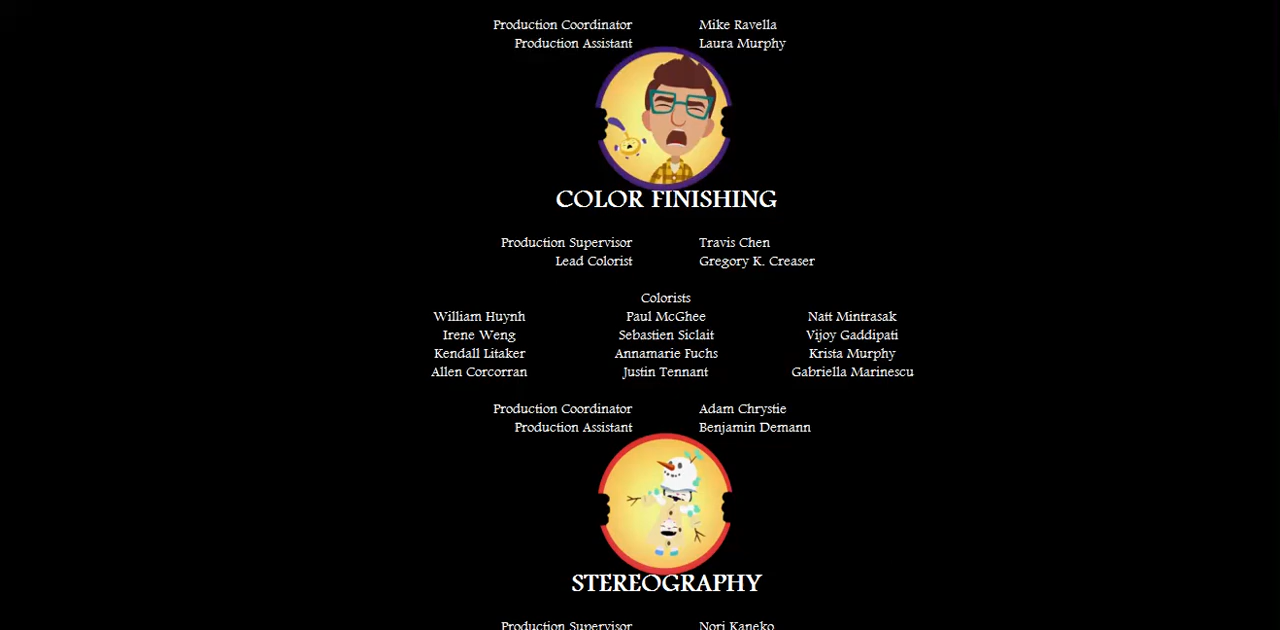 Production Coordinator Mike Ravella
Production Assistant Laura Murphy
COLOR FINISHING
Production Supervisor Travis Chen
Lead Colorist Gregory K. Creaser
Colorists
William Huynh Paul McGhee Natt Mintrasak
Irene Weng Sebastien Siclait Vijoy Gaddipati
Kendall Litaker Annamarie Fuchs Krista Murphy
Allen Corcorran Justin Tennant Gabriella Marinescu
Production Coordinator Adam Chrystie
Production Assistant Benjamin Demann
STEREOGRAPHY
Production Supervisor Nori Kaneko